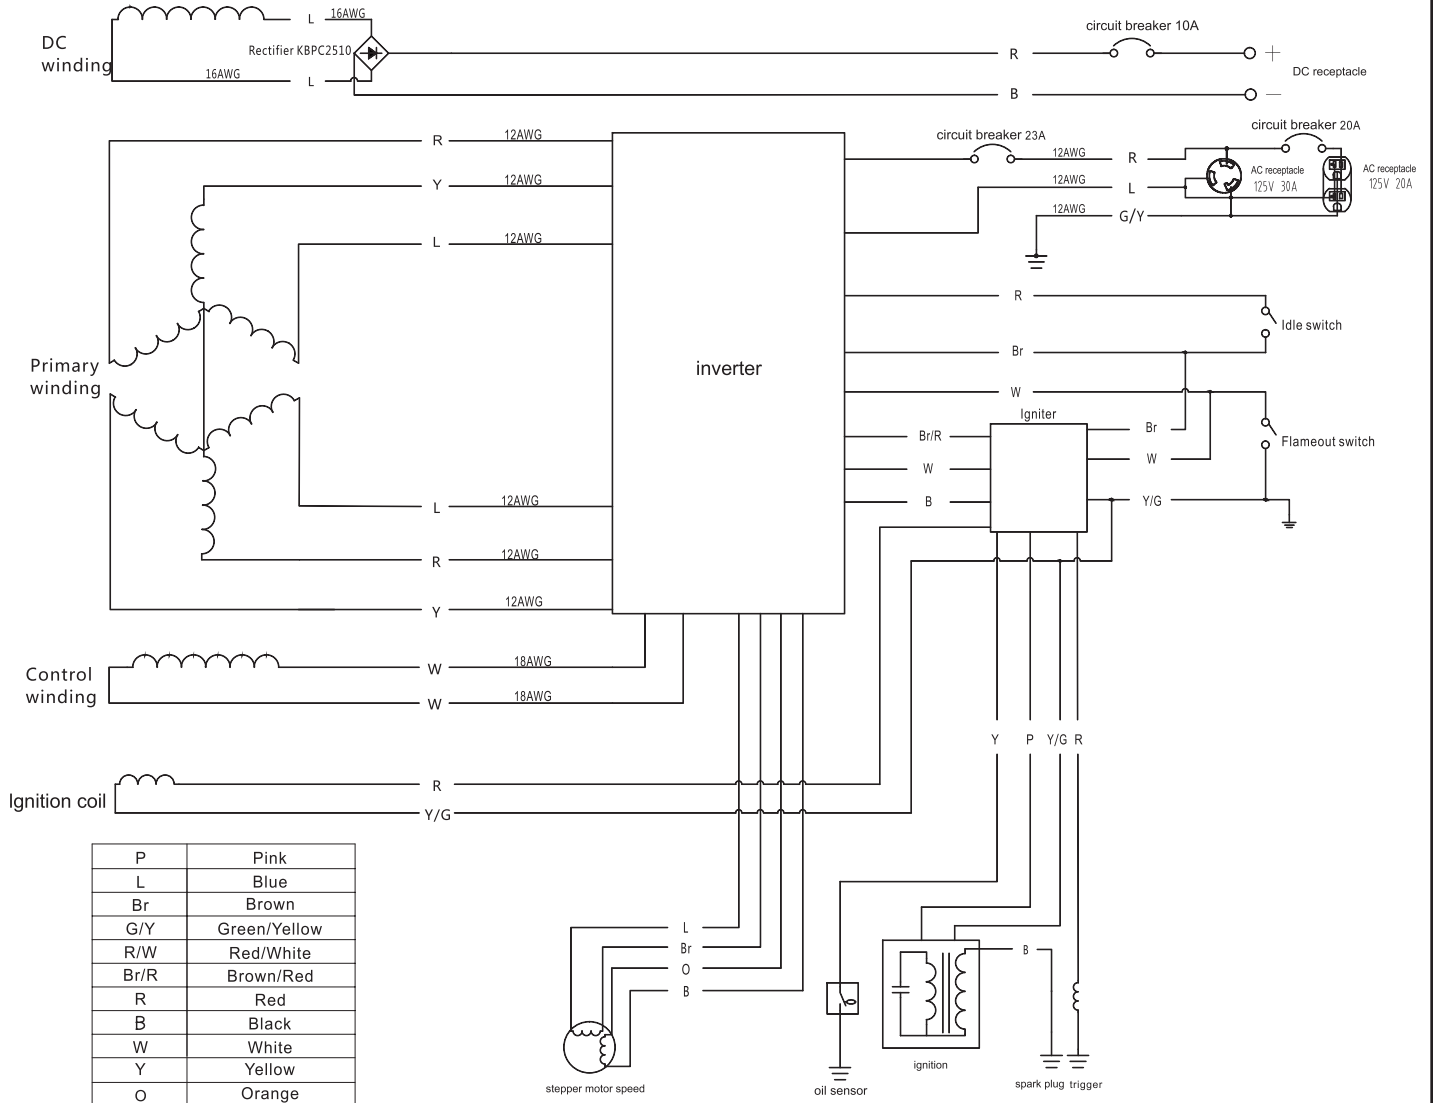 DC
winding
L
16AWG
Rectifier KBPC2510
16AWG
L
circuit breaker 10A
R
+
DC receptacle
B
—
R
12AWG
Y
12AWG
L
12AWG
circuit breaker 23A
12AWG
R
circuit breaker 20A
AC receptacle
125V 30A
AC receptacle
125V 20A
12AWG
L
12AWG
G/Y
R
Idle switch
Br
Primary
winding
inverter
W
Igniter
Br/R
Br
Flameout switch
W
W
B
Y/G
L
12AWG
R
12AWG
Y
12AWG
Control
winding
W
18AWG
W
18AWG
Y
P
Y/G
R
Ignition coil
R
Y/G
P Pink
L Blue
Br Brown
G/Y Green/Yellow
R/W Red/White
Br/R Brown/Red
R Red
B Black
W White
Y Yellow
O Orange
L
Br
O
B
B
stepper motor speed
oil sensor
ignition
spark plug
trigger